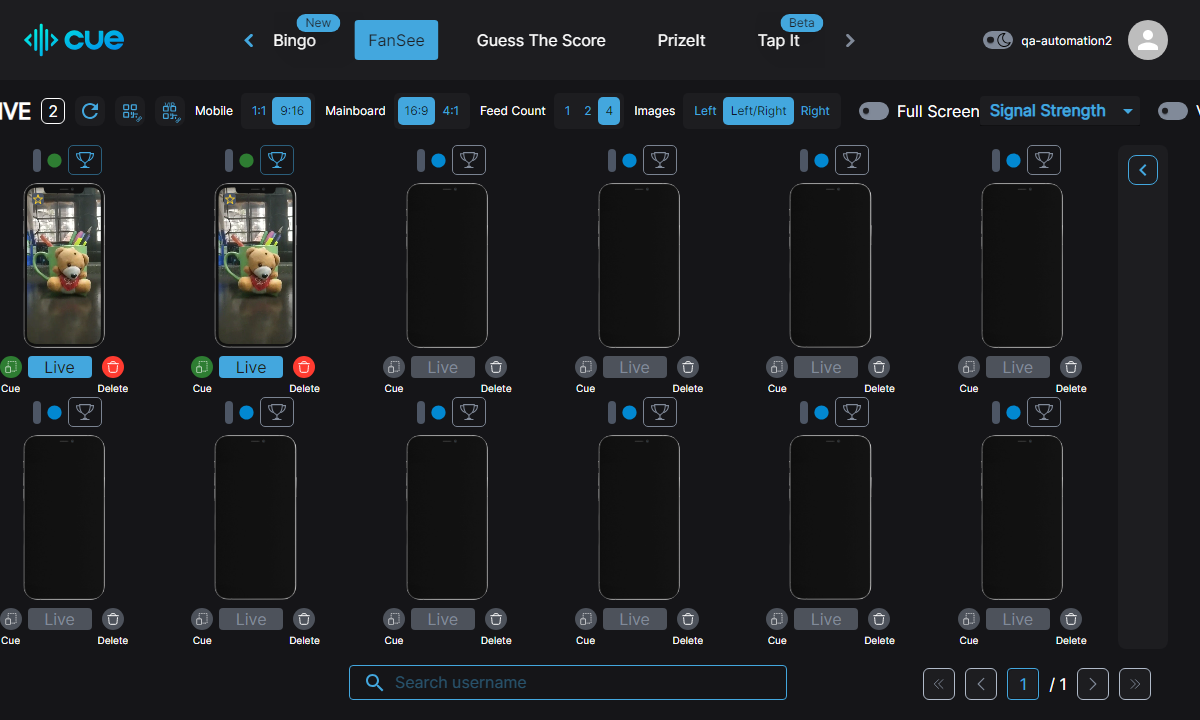 cue
Bingo
New
FanSee
Guess The Score
PrizeIt
Tap It
Beta
qa-automation2
IVE
2
Mobile
1:1
9:16
Mainboard
16:9
4:1
Feed Count
1
2
4
Images
Left
Left/Right
Right
Full Screen
Signal Strength
Live
Live
Live
Live
Live
Live
Cue Delete
Cue Delete
Cue Delete
Cue Delete
Cue Delete
Cue Delete
Live
Live
Live
Live
Live
Live
Cue Delete
Cue Delete
Cue Delete
Cue Delete
Cue Delete
Cue Delete
Search username
1
/ 1